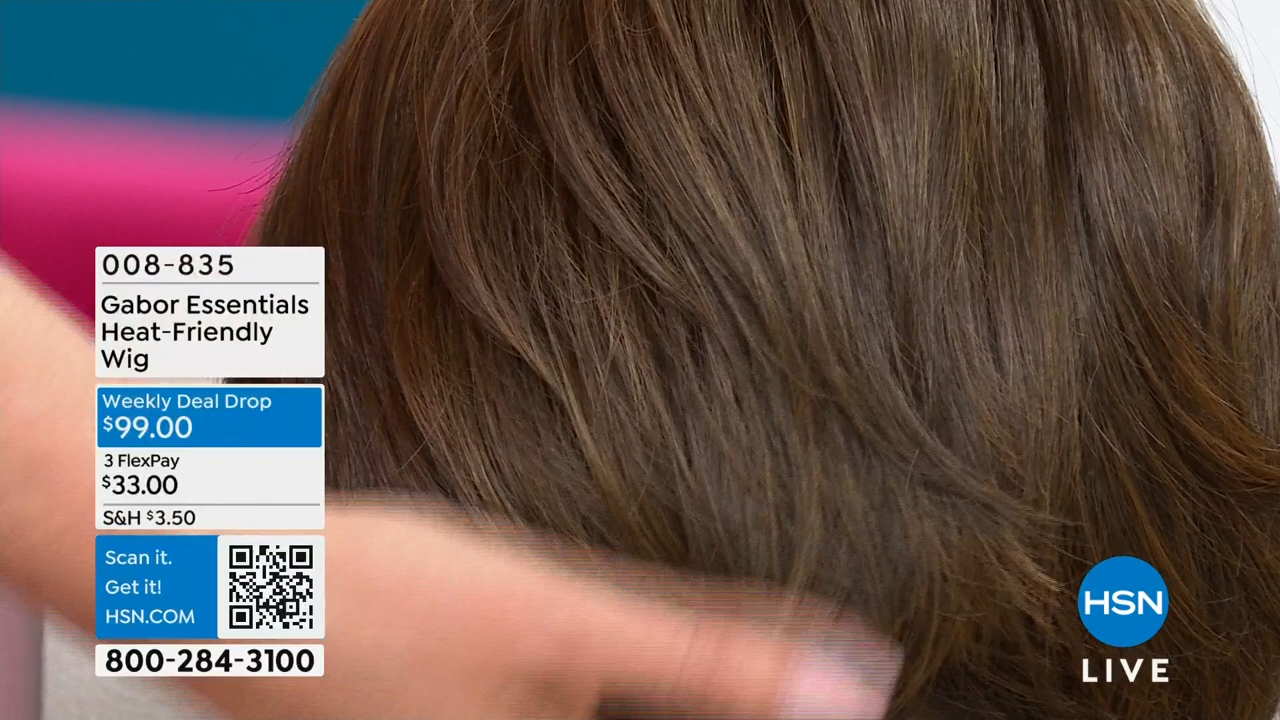 008-835
Gabor Essentials
Heat-Friendly
Wig
Weekly Deal Drop
$99.00
3 FlexPay
$33.00
S&H $3.50
Scan it.
Get it!
HSN.COM
800-284-3100
HSN
LIVE